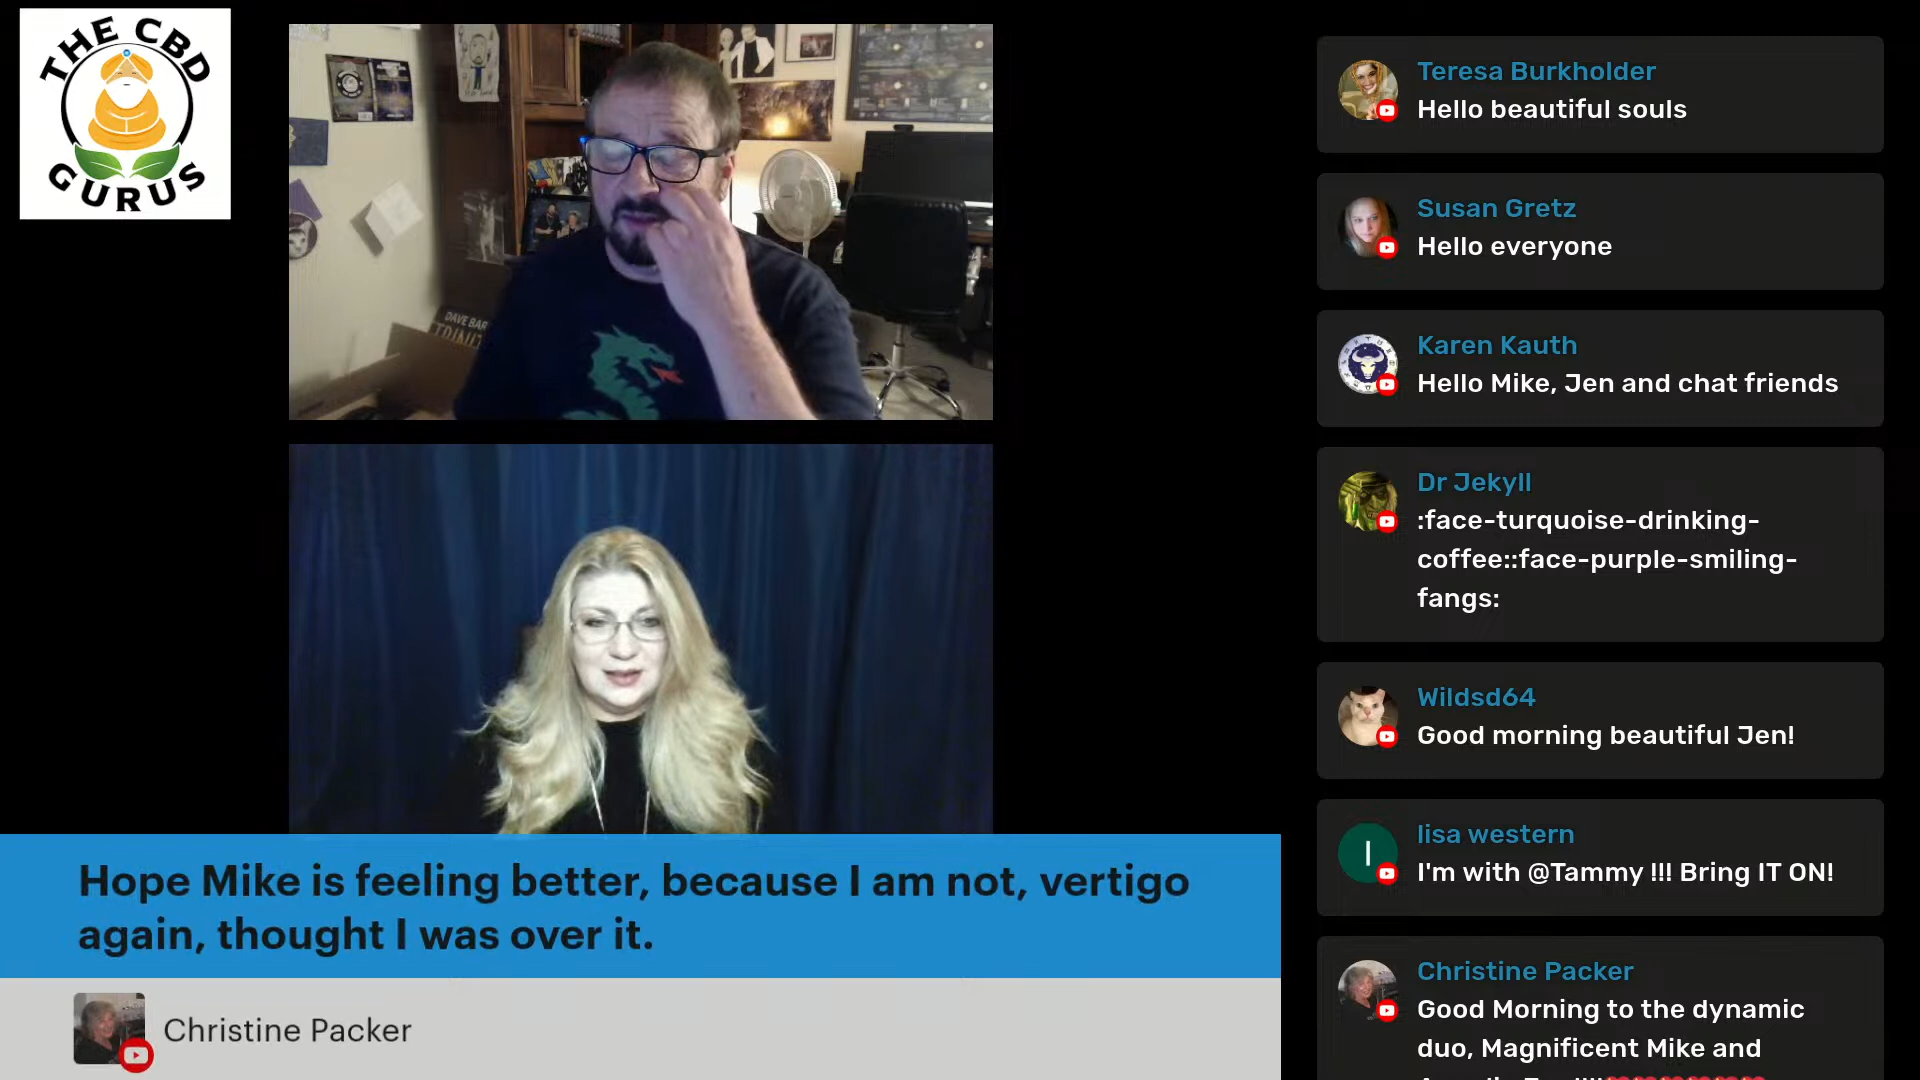 THE CBD
GURUS
DAVE BAR
Hope Mike is feeling better, because I am not, vertigo
again, thought I was over it.
Christine Packer
Teresa Burkholder
Hello beautiful souls
Susan Gretz
Hello everyone
Karen Kauth
Hello Mike, Jen and chat friends
Dr Jekyll
:face-turquoise-drinking-
coffee::face-purple-smiling-
fangs:
Wildsd64
Good morning beautiful Jen!
lisa western
I'm with @Tammy !!! Bring IT ON!
Christine Packer
Good Morning to the dynamic
duo, Magnificent Mike and